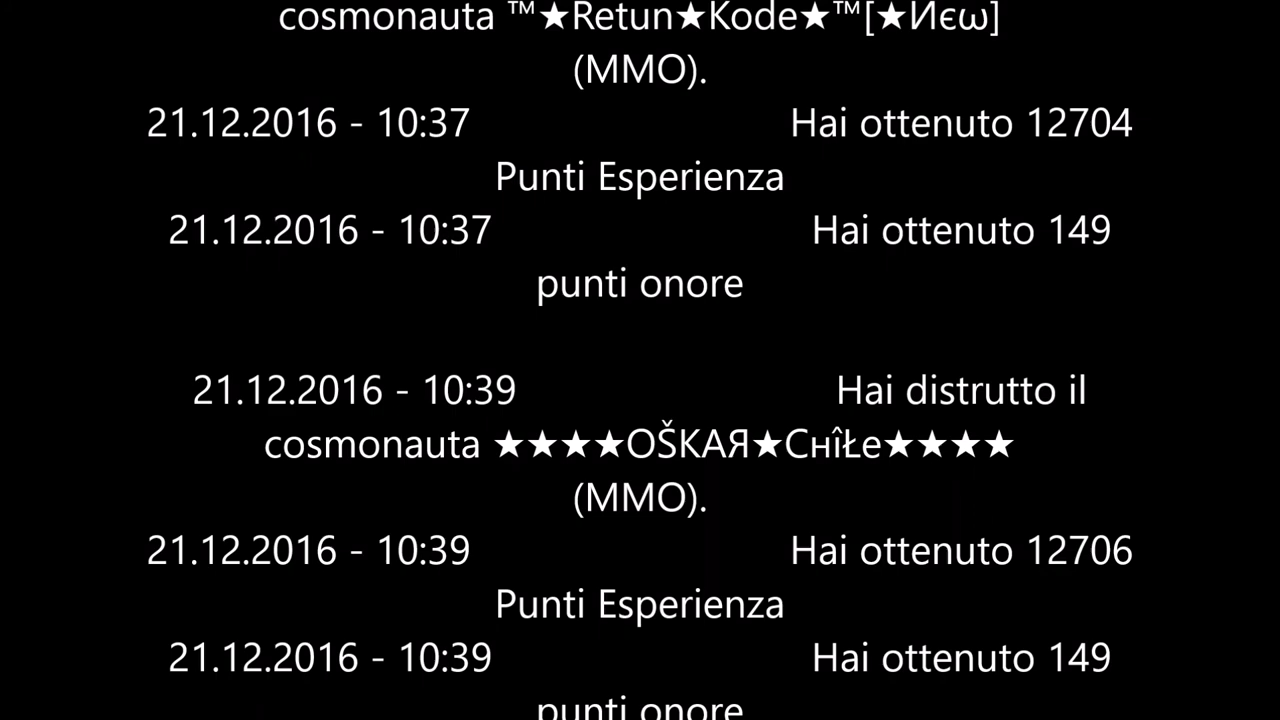 cosmonauta ™★Retun★Kode★™[★Иєω]
(MMO).
21.12.2016 - 10:37 Hai ottenuto 12704
Punti Esperienza
21.12.2016 - 10:37 Hai ottenuto 149
punti onore
21.12.2016 - 10:39 Hai distrutto il
cosmonauta ★★★★OŠKAЯ★CнîŁe★★★★
(MMO).
21.12.2016 - 10:39 Hai ottenuto 12706
Punti Esperienza
21.12.2016 - 10:39 Hai ottenuto 149
punti onore